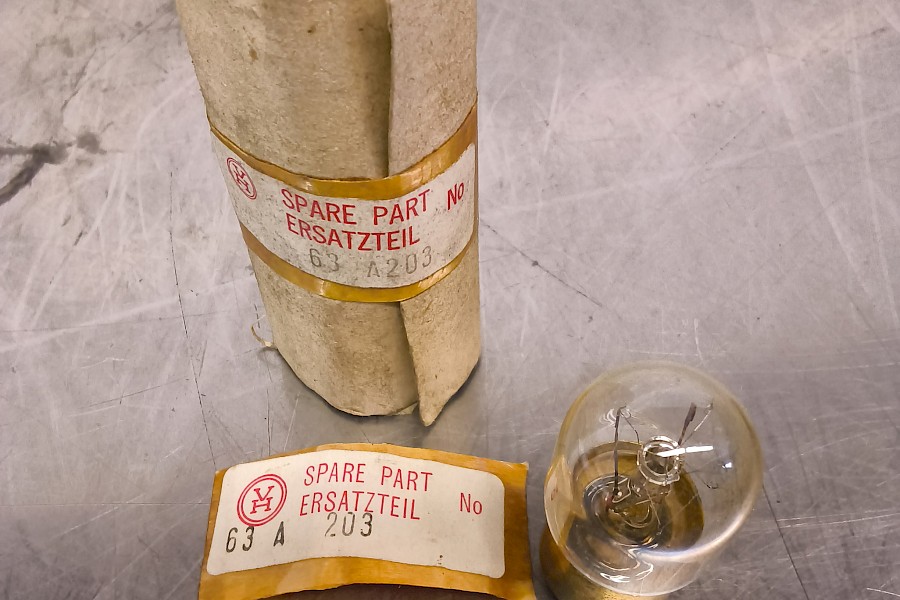 VH
SPARE PART No
ERSATZTEIL
63 A203
VH
SPARE PART
ERSATZTEIL No
63 A 203